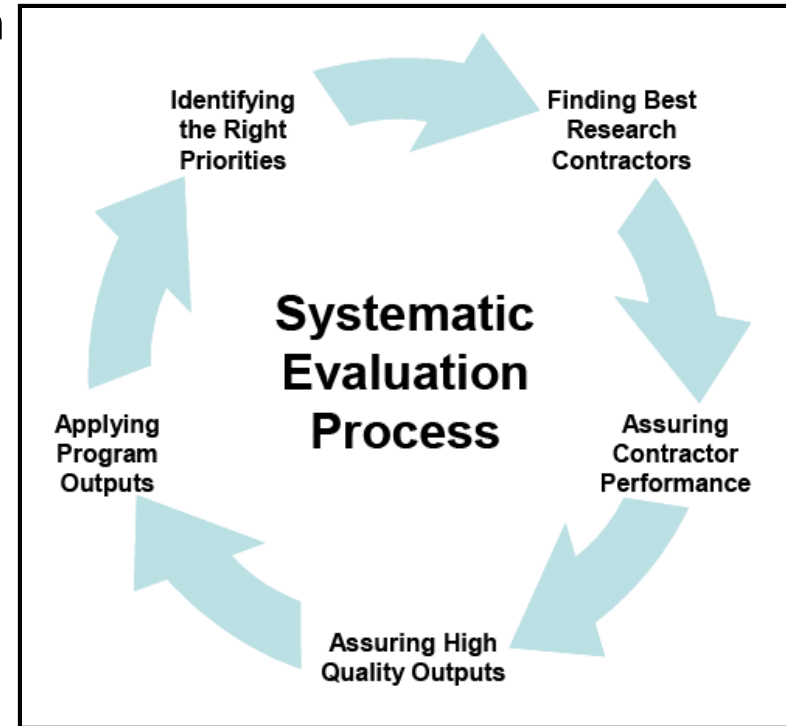 Identifying
the Right
Priorities
Finding Best
Research
Contractors
Systematic
Evaluation
Process
Applying
Program
Outputs
Assuring
Contractor
Performance
Assuring High
Quality Outputs